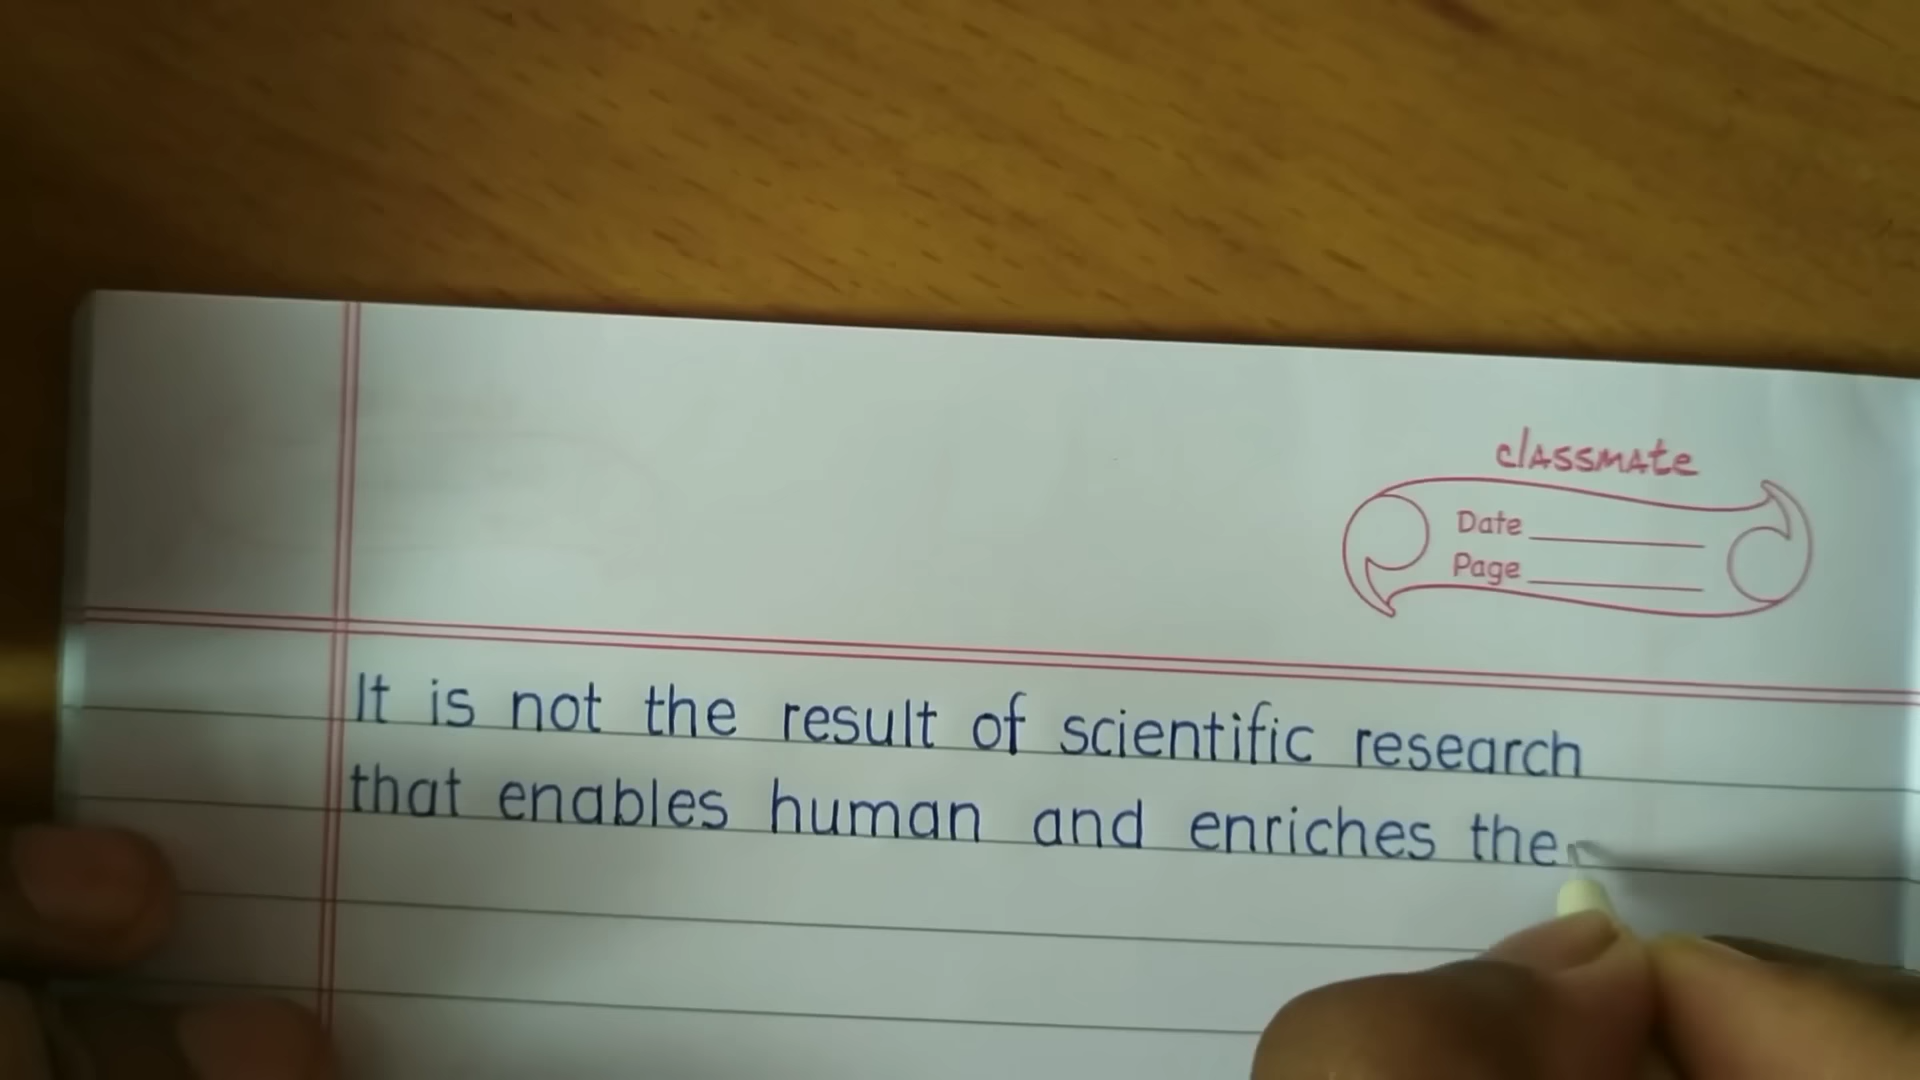 classmate
Date
Page
It is not the result of scientific research
that enables human and enriches the